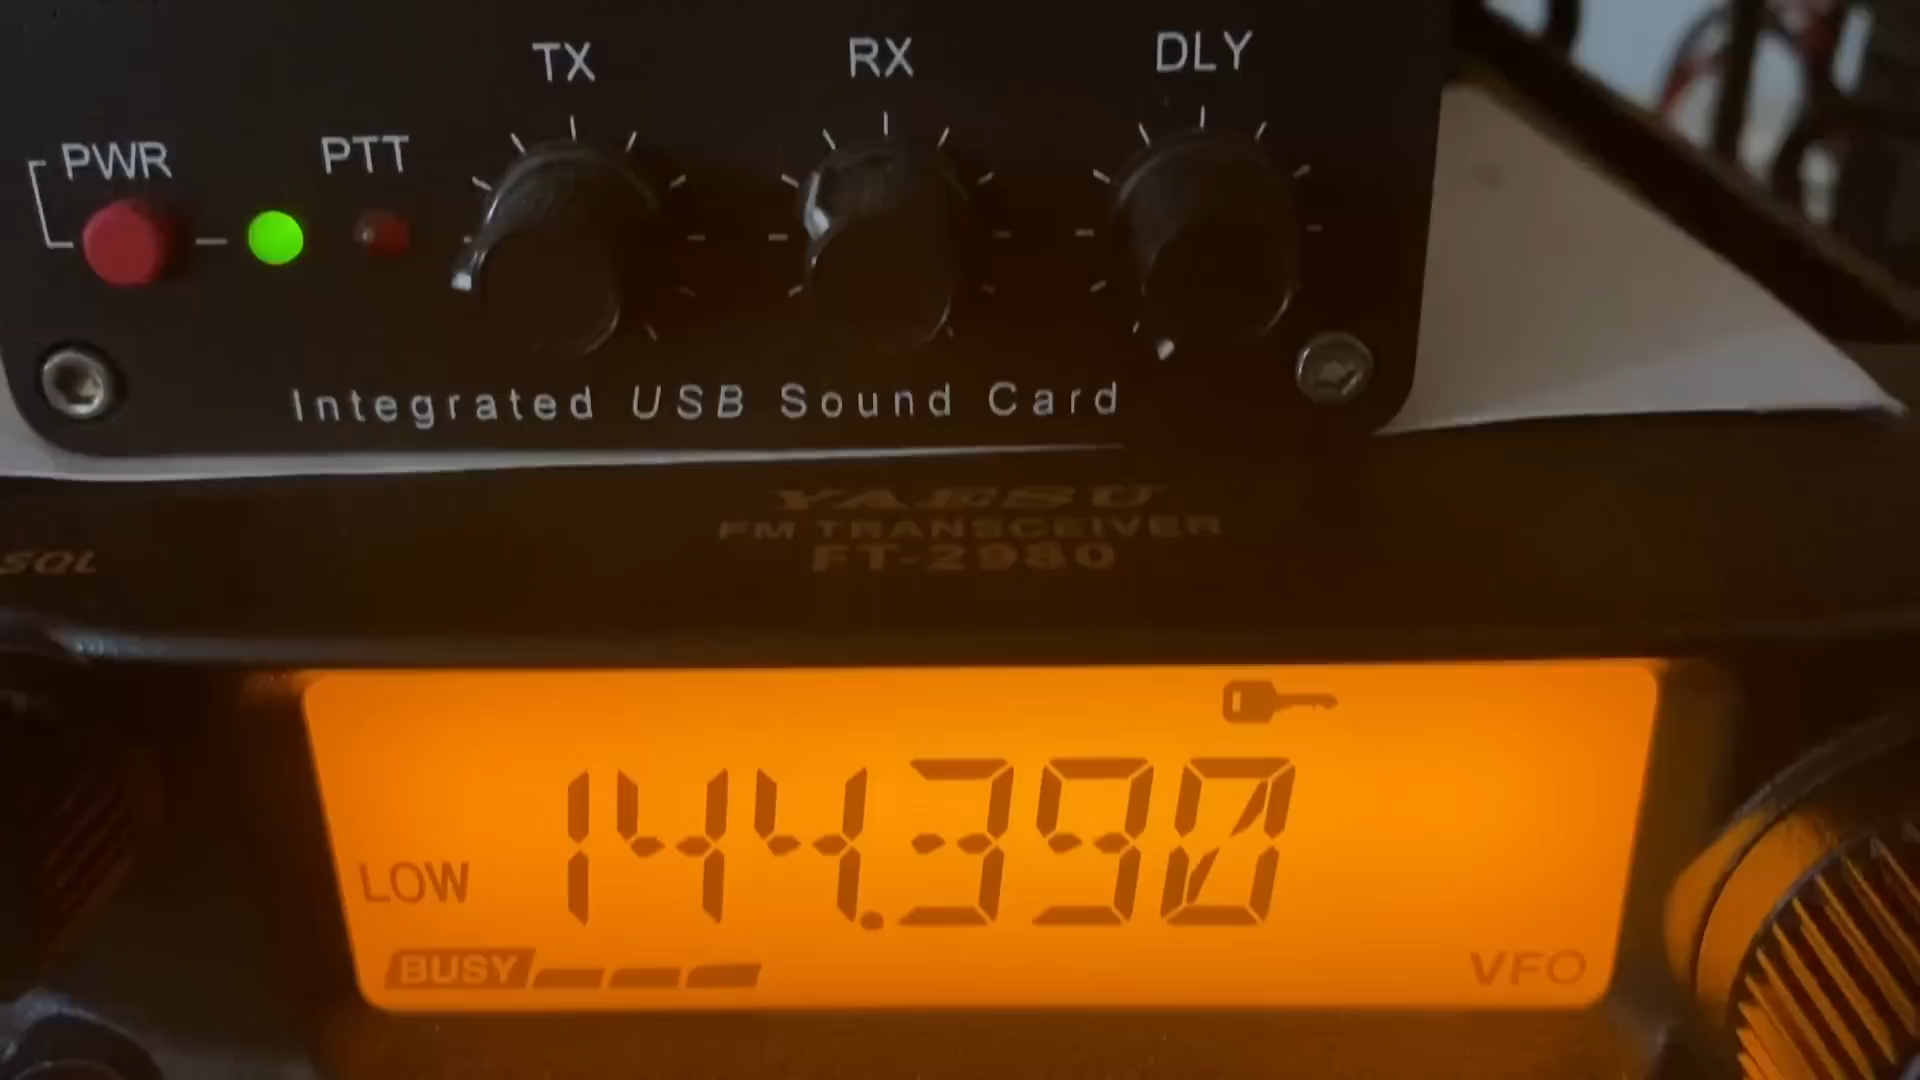 TX RX DLY
PWR PTT
Integrated USB Sound Card
YAESU
FM TRANSCEIVER
FT-2980
SQL
144.390
LOW
BUSY
VFO